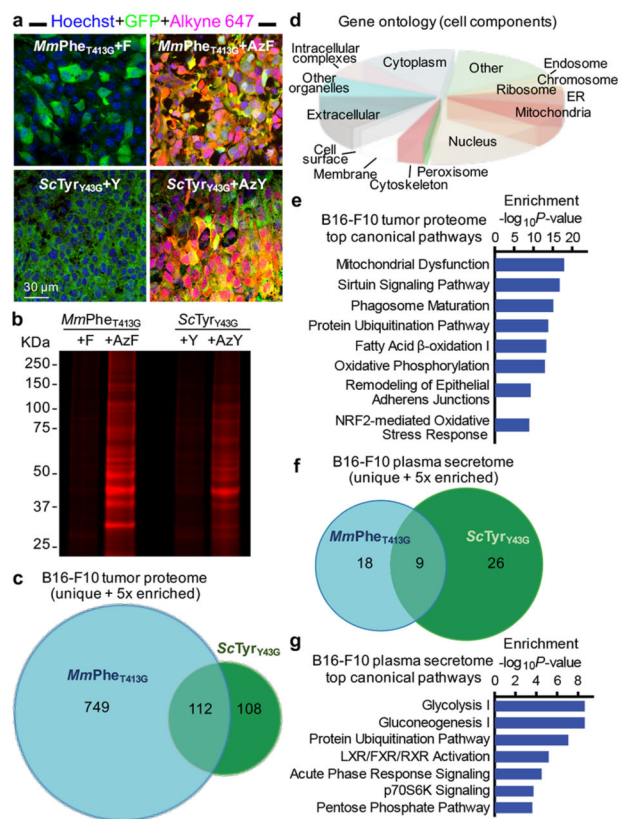 a Hoechst+GFP+Alkyne 647
MmPheT413G+F
MmPheT413G+AzF
ScTyrY43G+Y
ScTyrY43G+AzY
30 μm
b
MmPheT413G ScTyrY43G
KDa +F +AzF +Y +AzY
250
150
100
75
50
37
25
c B16-F10 tumor proteome
(unique + 5x enriched)
ScTyrY43G
MmPheT413G
749 112 108
d Gene ontology (cell components)
Intracellular
complexes
Cytoplasm
Other
Endosome
Chromosome
Other
organelles
Ribosome
ER
Extracellular
Mitochondria
Cell
surface
Nucleus
Membrane
Peroxisome
Cytoskeleton
e Enrichment
B16-F10 tumor proteome -log10P-value
top canonical pathways 0 5 10 15 20
Mitochondrial Dysfunction
Sirtuin Signaling Pathway
Phagosome Maturation
Protein Ubiquitination Pathway
Fatty Acid β-oxidation I
Oxidative Phosphorylation
Remodeling of Epithelial
Adherens Junctions
NRF2-mediated Oxidative
Stress Response
f B16-F10 plasma secretome
(unique + 5x enriched)
MmPheT413G ScTyrY43G
18 9 26
g Enrichment
B16-F10 plasma secretome -log10P-value
top canonical pathways 0 2 4 6 8
Glycolysis I
Gluconeogenesis I
Protein Ubiquitination Pathway
LXR/FXR/RXR Activation
Acute Phase Response Signaling
p70S6K Signaling
Pentose Phosphate Pathway